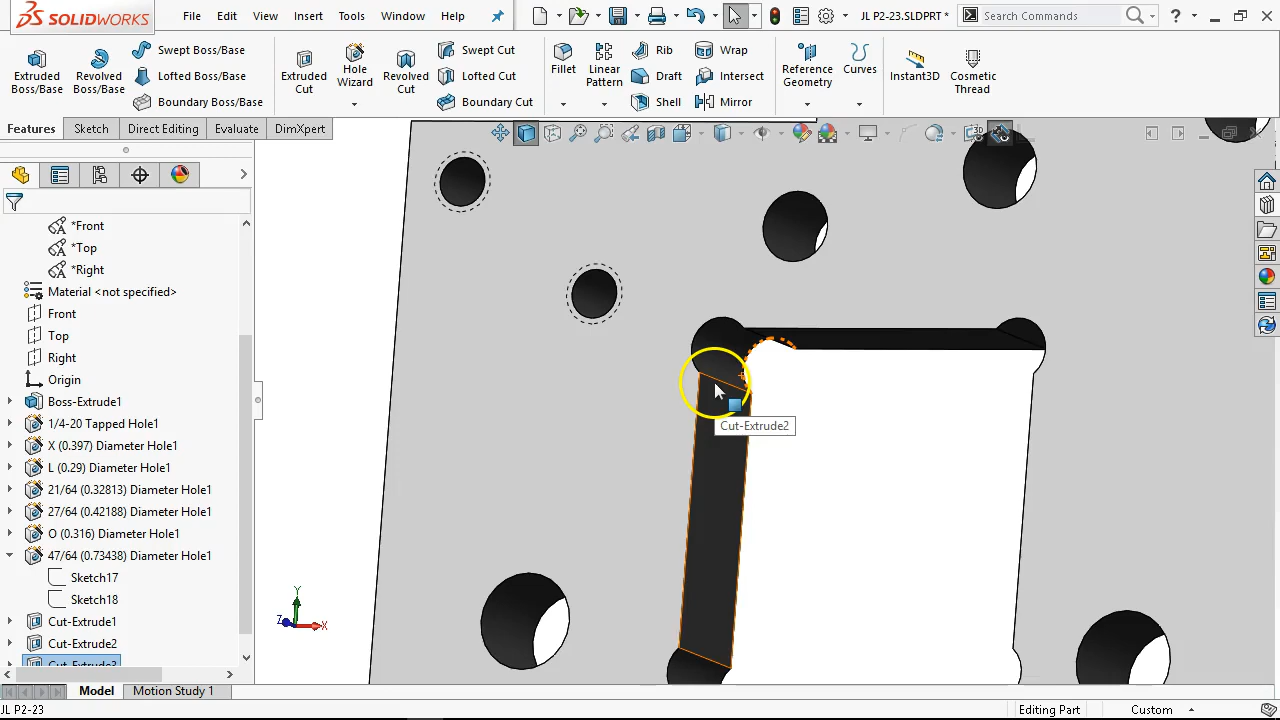 SOLIDWORKS
File Edit View Insert Tools Window Help
JL P2-23.SLDPRT *
Search Commands
?
Extruded Boss/Base
Revolved Boss/Base
Swept Boss/Base
Lofted Boss/Base
Boundary Boss/Base
Extruded Cut
Hole Wizard
Revolved Cut
Swept Cut
Lofted Cut
Boundary Cut
Fillet
Linear Pattern
Rib
Draft
Shell
Wrap
Intersect
Mirror
Reference Geometry
Curves
Instant3D
Cosmetic Thread
Features Sketch Direct Editing Evaluate DimXpert
*Front
*Top
*Right
Material <not specified>
Front
Top
Right
Origin
Boss-Extrude1
1/4-20 Tapped Hole1
X (0.397) Diameter Hole1
L (0.29) Diameter Hole1
21/64 (0.32813) Diameter Hole1
27/64 (0.42188) Diameter Hole1
O (0.316) Diameter Hole1
47/64 (0.73438) Diameter Hole1
Sketch17
Sketch18
Cut-Extrude1
Cut-Extrude2
Cut-Extrude3
Cut-Extrude2
Y
Z
X
Model Motion Study 1
JL P2-23
Editing Part
Custom